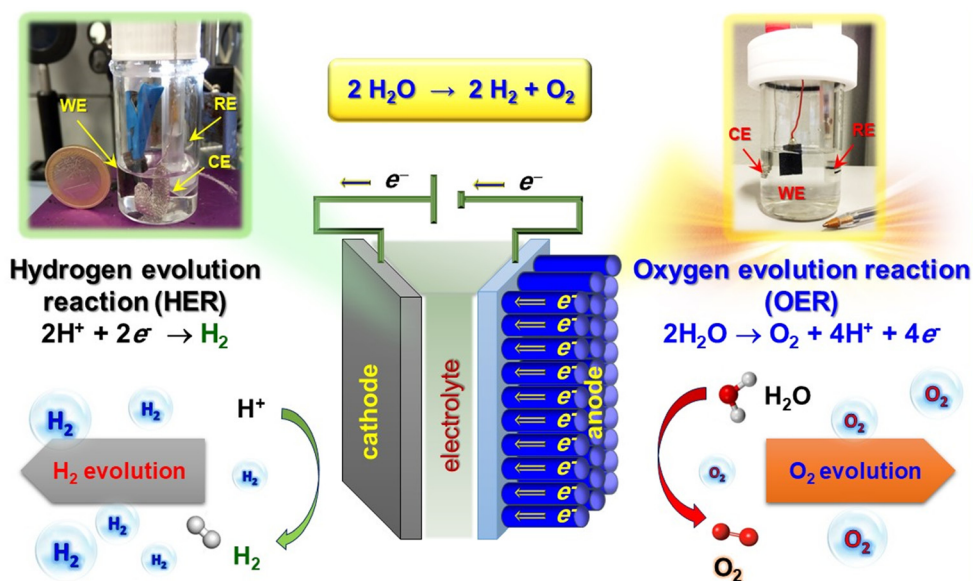 2 H₂O → 2 H₂ + O₂
WE
RE
CE
CE
RE
WE
e⁻
e⁻
Hydrogen evolution
reaction (HER)
2H⁺ + 2e⁻ → H₂
Oxygen evolution reaction
(OER)
2H₂O → O₂ + 4H⁺ + 4e⁻
cathode
electrolyte
anode
e⁻
e⁻
e⁻
e⁻
e⁻
e⁻
e⁻
e⁻
e⁻
e⁻
H₂
H₂
H⁺
H₂ evolution
H₂
H₂
H₂
H₂
H₂
H₂O
O₂
O₂
O₂
O₂ evolution
O₂
O₂